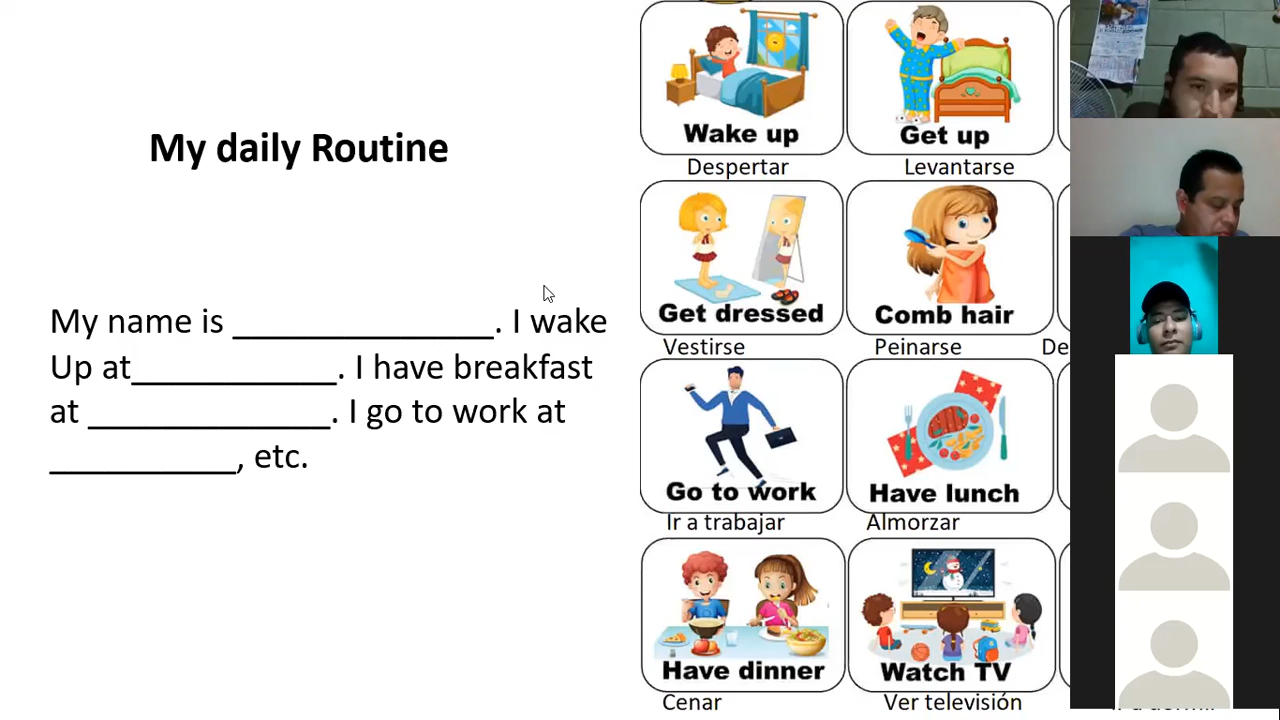 My daily Routine
My name is _______________. I wake
Up at____________. I have breakfast
at ______________. I go to work at
___________, etc.
Wake up
Get up
Despertar
Levantarse
Get dressed
Comb hair
Vestirse
Peinarse
De
Go to work
Have lunch
Ir a trabajar
Almorzar
Have dinner
Watch TV
Cenar
Ver televisión